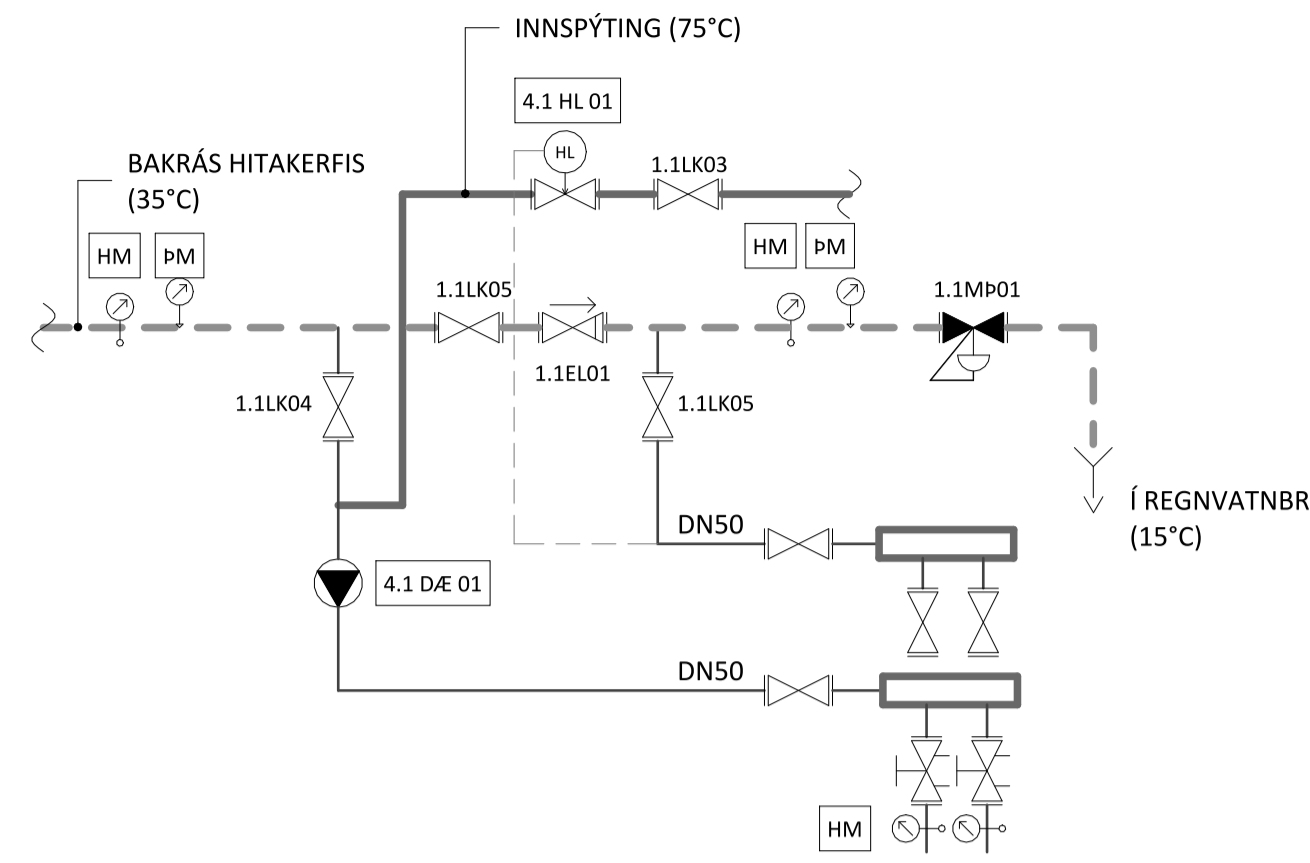 INNSPÝTING (75°C)
4.1 HL 01
HL
1.1LK03
BAKRÁS HITAKERFIS
(35°C)
HM
ÞM
HM
ÞM
1.1LK05
1.1MÞ01
1.1EL01
1.1LK04
1.1LK05
Í REGNVATNBR
(15°C)
DN50
4.1 DÆ 01
DN50
HM